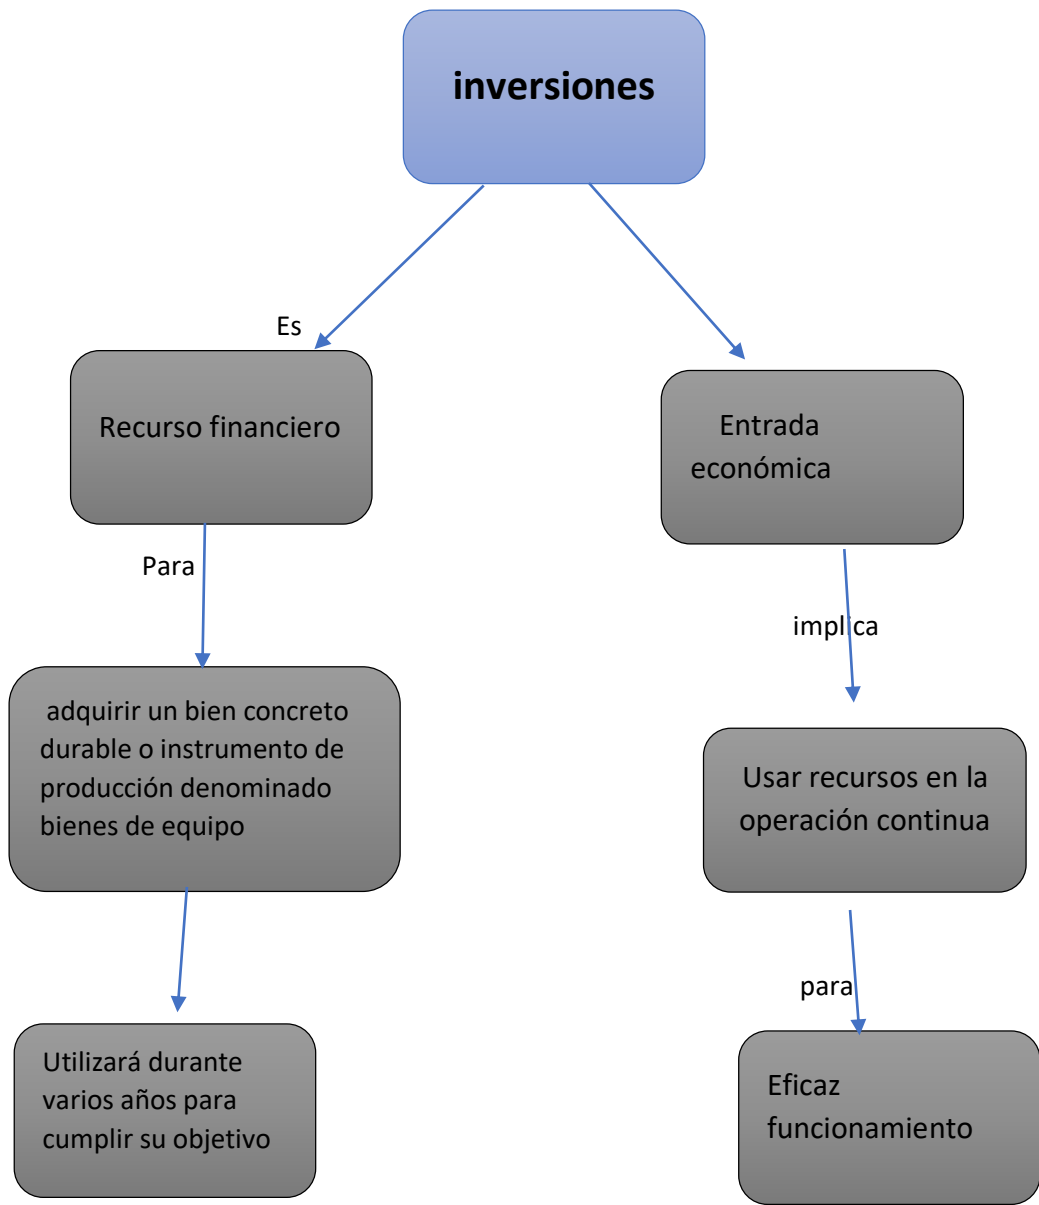 inversiones
Es
Recurso financiero
Para
adquirir un bien concreto
durable o instrumento de
producción denominado
bienes de equipo
Utilizará durante
varios años para
cumplir su objetivo
Entrada
económica
implica
Usar recursos en la
operación continua
para
Eficaz
funcionamiento